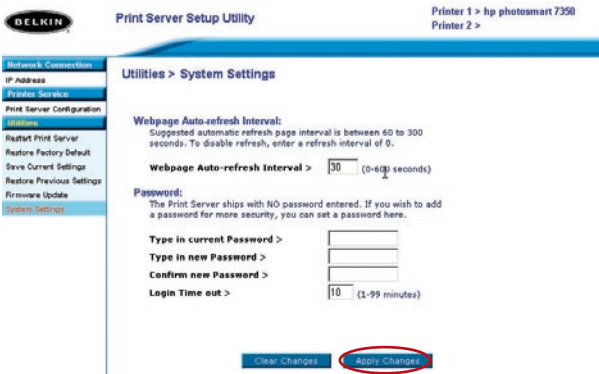 BELKIN
Print Server Setup Utility
Printer 1 > hp photosmart 7350
Printer 2 >
Network Connection
IP Address
Printer Service
Print Server Configuration
Utilities
Restart Print Server
Restore Factory Default
Save Current Settings
Restore Previous Settings
Firmware Update
System Settings
Utilities > System Settings
Webpage Auto-refresh Interval:
Suggested automatic refresh page interval is between 60 to 300
seconds. To disable refresh, enter a refresh interval of 0.
Webpage Auto-refresh Interval > 30 (0-600 seconds)
Password:
The Print Server ships with NO password entered. If you wish to add
a password for more security, you can set a password here.
Type in current Password >
Type in new Password >
Confirm new Password >
Login Time out > 10 (1-99 minutes)
Clear Changes Apply Changes